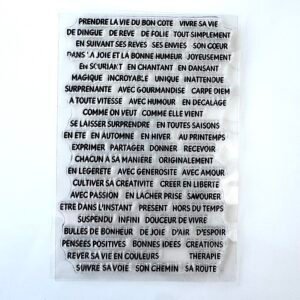 PRENDRE LA VIE DU BON COTE VIVRE SA VIE
DE DINGUE DE REVE DE FOLIE TOUT SIMPLEMENT
EN SUIVANT SES REVES SES ENVIES SON COEUR
DANS LA JOIE ET LA BONNE HUMEUR JOYEUSEMENT
EN SOURIANT EN CHANTANT EN DANSANT
MAGIQUE INCROYABLE UNIQUE INATTENDUE
SURPRENANTE AVEC GOURMANDISE CARPE DIEM
A TOUTE VITESSE AVEC HUMOUR EN DECALAGE
COMME ON VEUT COMME ELLE VIENT
SE LAISSER SURPRENDRE EN TOUTES SAISONS
EN ETE EN AUTOMNE EN HIVER AU PRINTEMPS
EXPRIMER PARTAGER DONNER RECEVOIR
CHACUN A SA MANIERE ORIGINALEMENT
EN LEGERETE AVEC GENEROSITE AVEC AMOUR
CULTIVER SA CREATIVITE CREER EN LIBERTE
AVEC PASSION EN LACHER PRISE SAVOURER
ETRE DANS L'INSTANT PRESENT HORS DU TEMPS
SUSPENDU INFINI DOUCEUR DE VIVRE
BULLES DE BONHEUR DE JOIE D'AIR D'ESPOIR
PENSEES POSITIVES BONNES IDEES CREATIONS
REVER SA VIE EN COULEURS THERAPIE
SUIVRE SA VOIE SON CHEMIN SA ROUTE